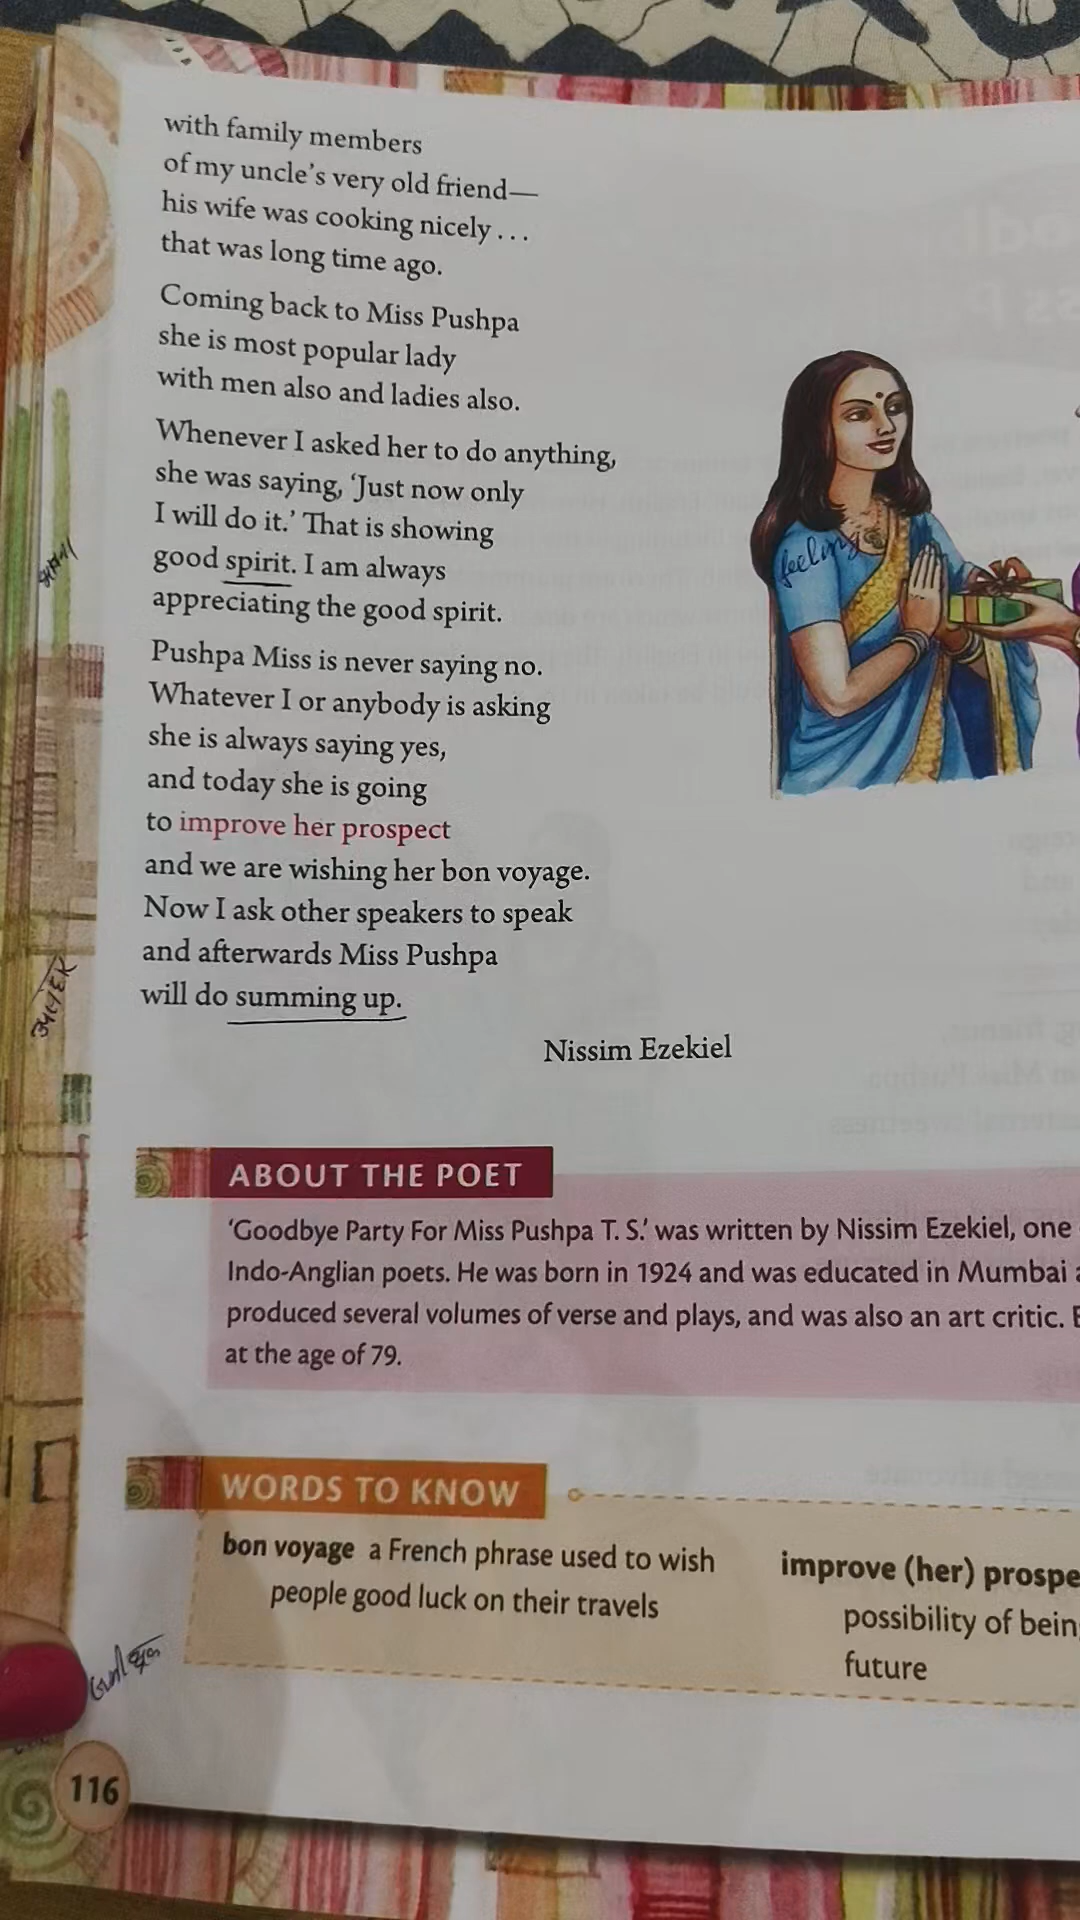 with family members
of my uncle's very old friend—
his wife was cooking nicely . . .
that was long time ago.
Coming back to Miss Pushpa
she is most popular lady
with men also and ladies also.
Whenever I asked her to do anything,
she was saying, 'Just now only
I will do it.' That is showing
good spirit. I am always
appreciating the good spirit.
feeling
Pushpa Miss is never saying no.
Whatever I or anybody is asking
she is always saying yes,
and today she is going
to improve her prospect
and we are wishing her bon voyage.
Now I ask other speakers to speak
and afterwards Miss Pushpa
will do summing up.
Nissim Ezekiel
ABOUT THE POET
'Goodbye Party For Miss Pushpa T. S.' was written by Nissim Ezekiel, one
Indo-Anglian poets. He was born in 1924 and was educated in Mumbai
produced several volumes of verse and plays, and was also an art critic.
at the age of 79.
WORDS TO KNOW
bon voyage a French phrase used to wish
people good luck on their travels
improve (her) prospe
possibility of bein
future
116